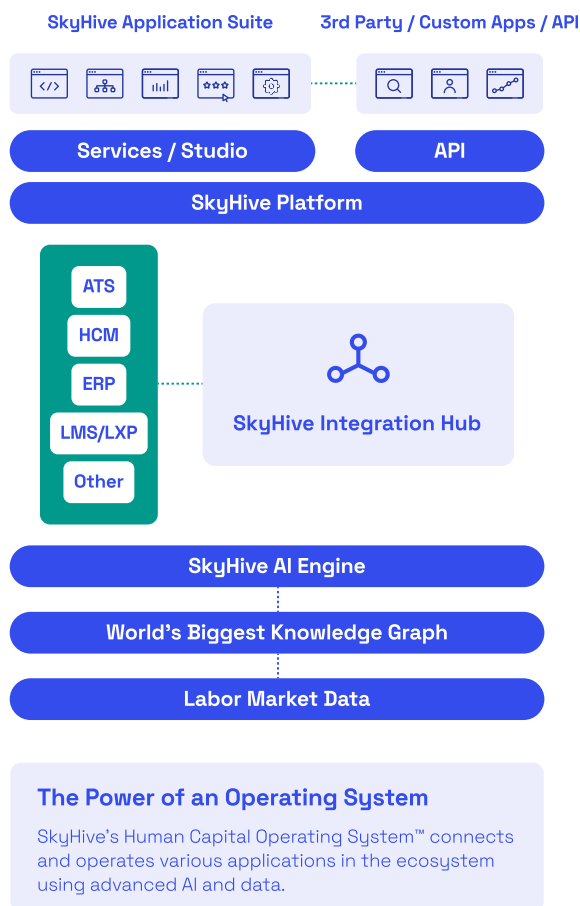 SkyHive Application Suite
3rd Party / Custom Apps / API
Services / Studio
API
SkyHive Platform
ATS
HCM
ERP
LMS/LXP
Other
SkyHive Integration Hub
SkyHive AI Engine
World's Biggest Knowledge Graph
Labor Market Data
The Power of an Operating System
SkyHive's Human Capital Operating System™ connects
and operates various applications in the ecosystem
using advanced AI and data.